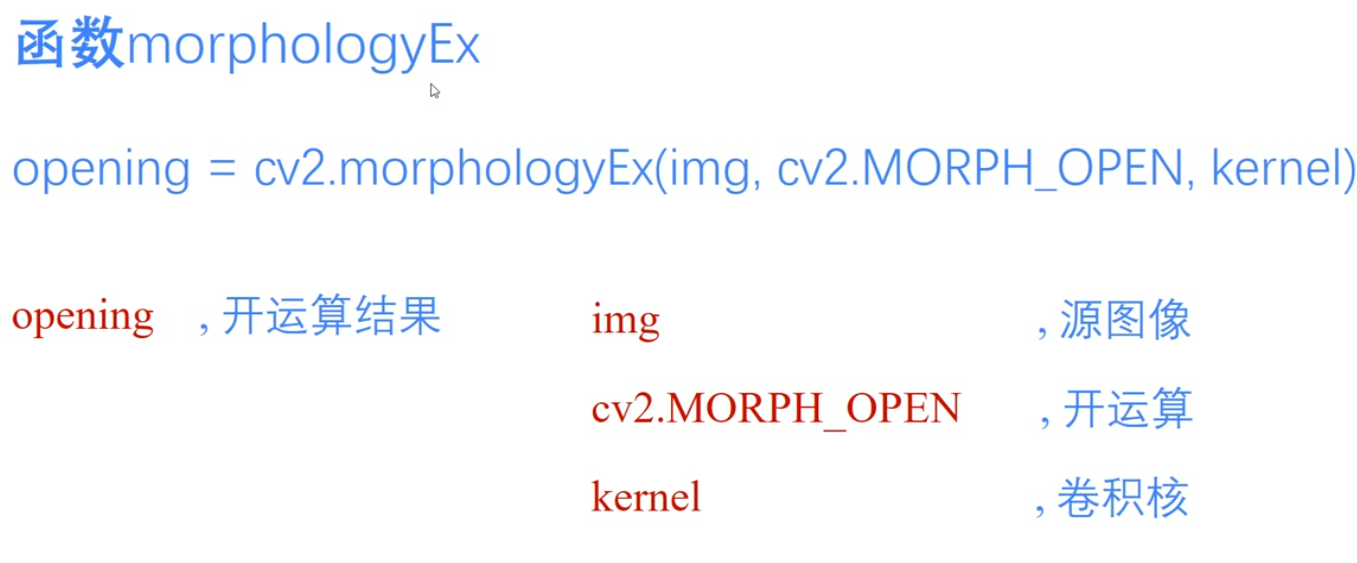 函数morphologyEx
opening = cv2.morphologyEx(img, cv2.MORPH_OPEN, kernel)
opening , 开运算结果 img , 源图像
cv2.MORPH_OPEN , 开运算
kernel , 卷积核